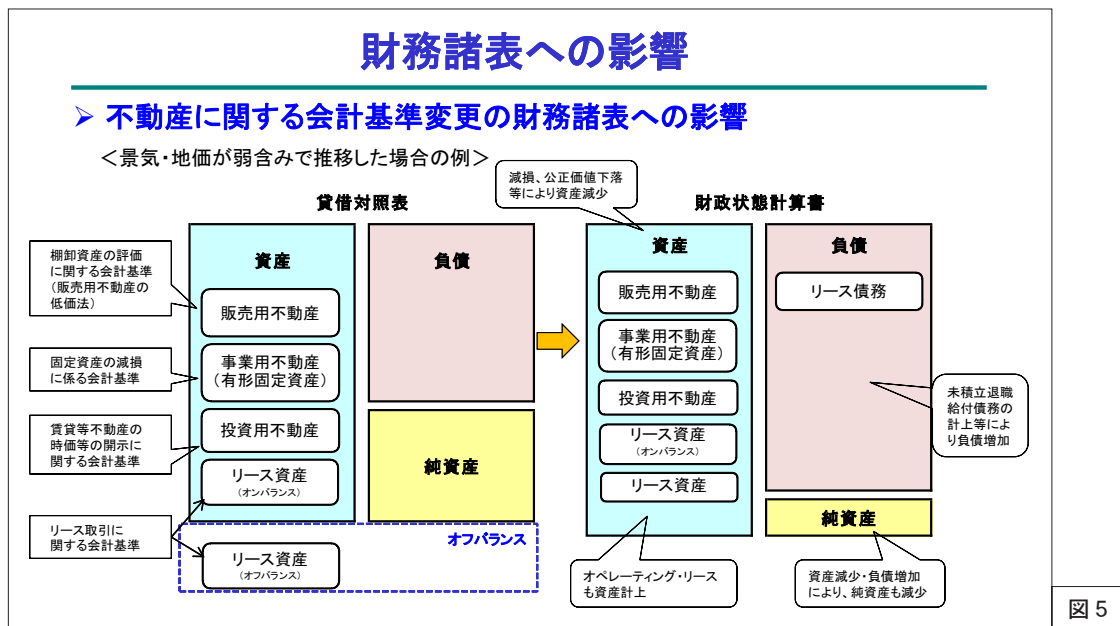 財務諸表への影響
➢ 不動産に関する会計基準変更の財務諸表への影響
＜景気・地価が弱含みで推移した場合の例＞
減損、公正価値下落
等により資産減少
貸借対照表
財政状態計算書
棚卸資産の評価
に関する会計基準
（販売用不動産の
低価法）
固定資産の減損
に係る会計基準
賃貸等不動産の
時価等の開示に
関する会計基準
リース取引に
関する会計基準
資産
販売用不動産
事業用不動産
（有形固定資産）
投資用不動産
リース資産
（オンバランス）
負債
純資産
オフバランス
リース資産
（オフバランス）
資産
販売用不動産
事業用不動産
（有形固定資産）
投資用不動産
リース資産
（オンバランス）
リース資産
負債
リース債務
未積立退職
給付債務の
計上等によ
り負債増加
純資産
オペレーティング・リース
も資産計上
資産減少・負債増加
により、純資産も減少
図 5